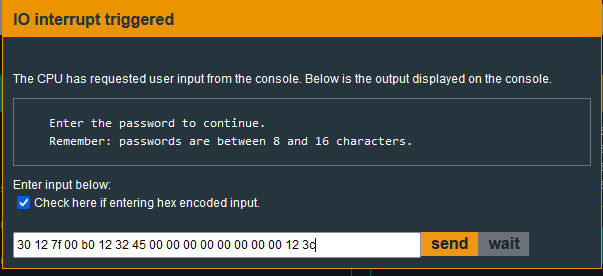 IO interrupt triggered
The CPU has requested user input from the console. Below is the output displayed on the console.
Enter the password to continue.
Remember: passwords are between 8 and 16 characters.
Enter input below:
Check here if entering hex encoded input.
30 12 7f 00 b0 12 32 45 00 00 00 00 00 00 00 00 12 3c
send
wait